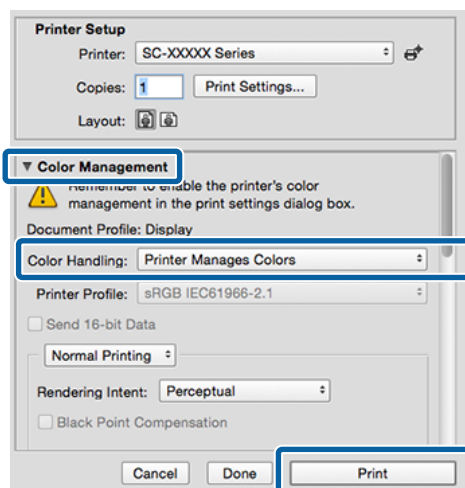 Printer Setup
Printer: SC-XXXXX Series
Copies: 1 Print Settings...
Layout:
▼ Color Management
Remember to enable the printer's color
management in the print settings dialog box.
Document Profile: Display
Color Handling: Printer Manages Colors
Printer Profile: sRGB IEC61966-2.1
Send 16-bit Data
Normal Printing
Rendering Intent: Perceptual
Black Point Compensation
Cancel Done Print